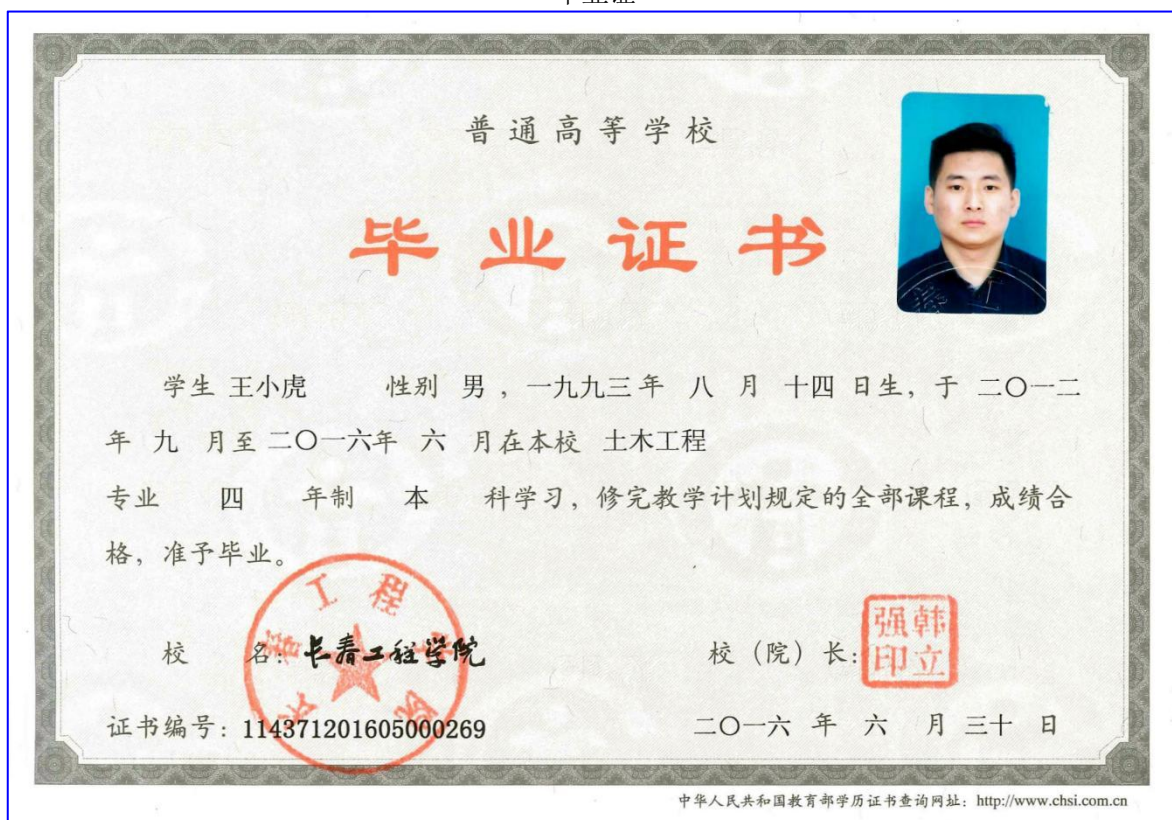 毕业证
普通高等学校
毕业证书
学生 王小虎 性别 男 ，一九九三年 八 月 十四 日生，于 二〇一二
年 九 月至 二〇一六年 六 月在本校 土木工程
专业 四 年制 本 科学习，修完教学计划规定的全部课程，成绩合
格，准予毕业。
长春工程学院
校 名：长春工程学院
校（院）长：
韩立强印
证书编号：114371201605000269
二〇一六 年 六 月 三十 日
中华人民共和国教育部学历证书查询网址：http://www.chsi.com.cn